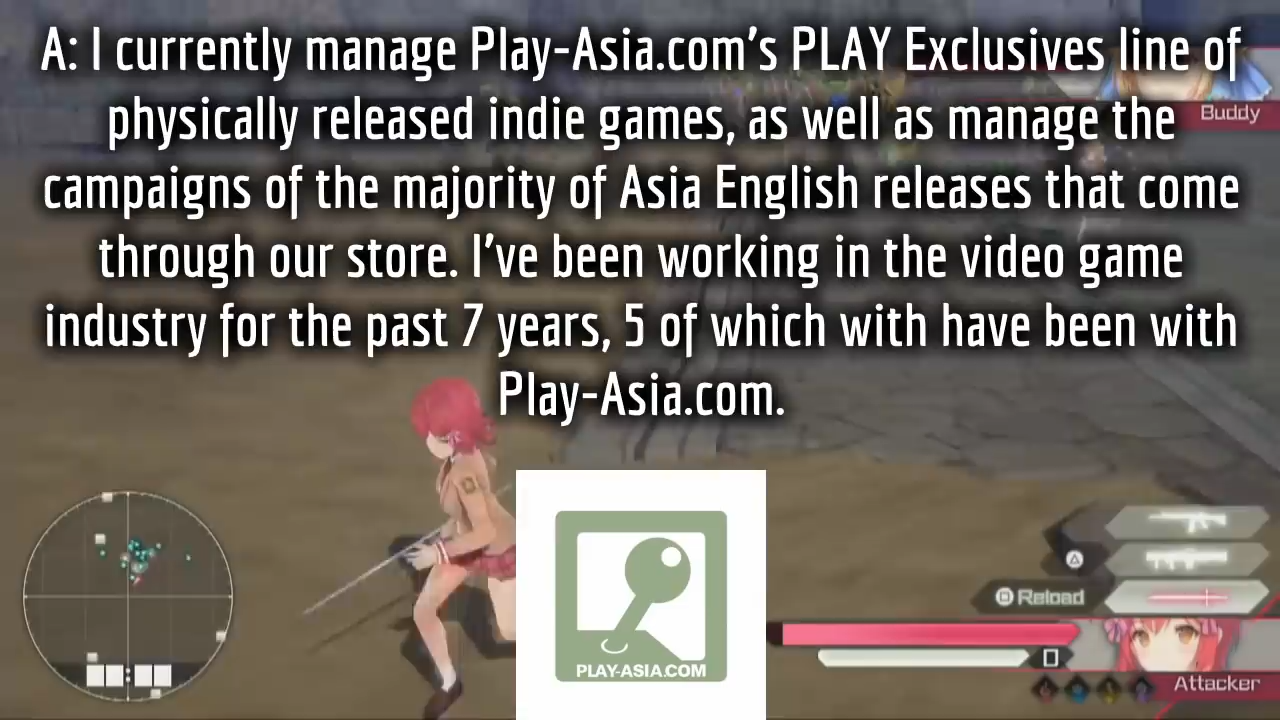 A: I currently manage Play-Asia.com's PLAY Exclusives line of
physically released indie games, as well as manage the
campaigns of the majority of Asia English releases that come
through our store. I've been working in the video game
industry for the past 7 years, 5 of which with have been with
Play-Asia.com.
Buddy
Reload
PLAY-ASIA.COM
Attacker